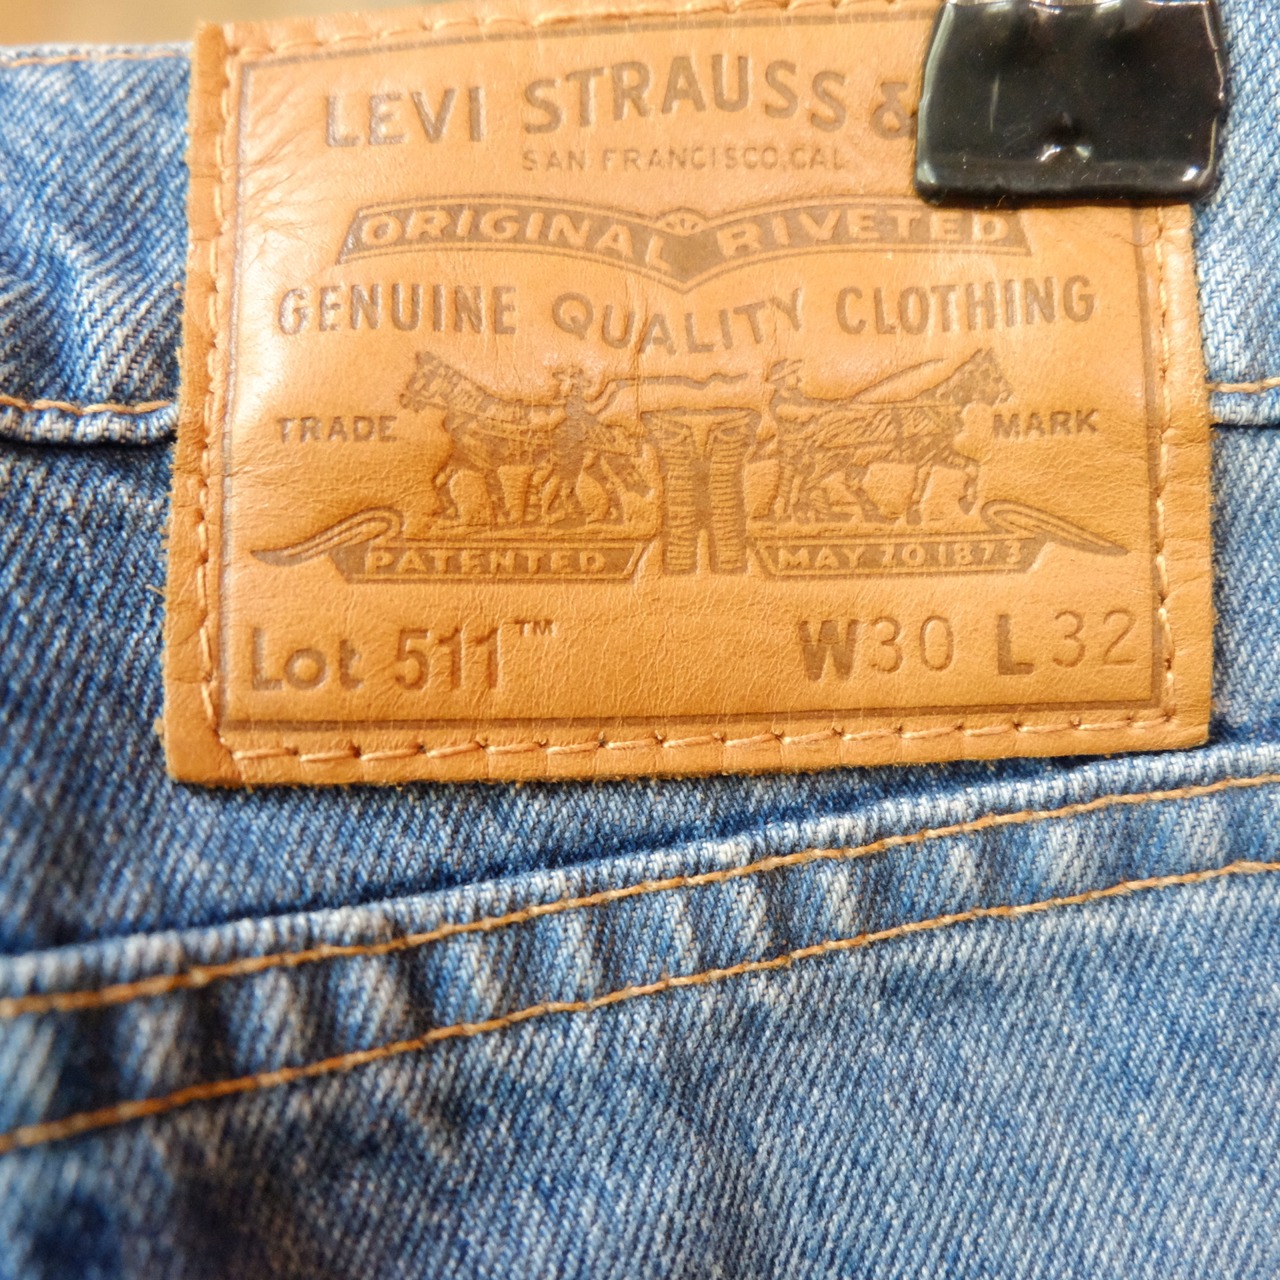 LEVI STRAUSS &
SAN FRANCISCO, CAL
ORIGINAL RIVETED
GENUINE QUALITY CLOTHING
TRADE MARK
PATENTED MAY 20 1873
Lot 511™ W30 L32